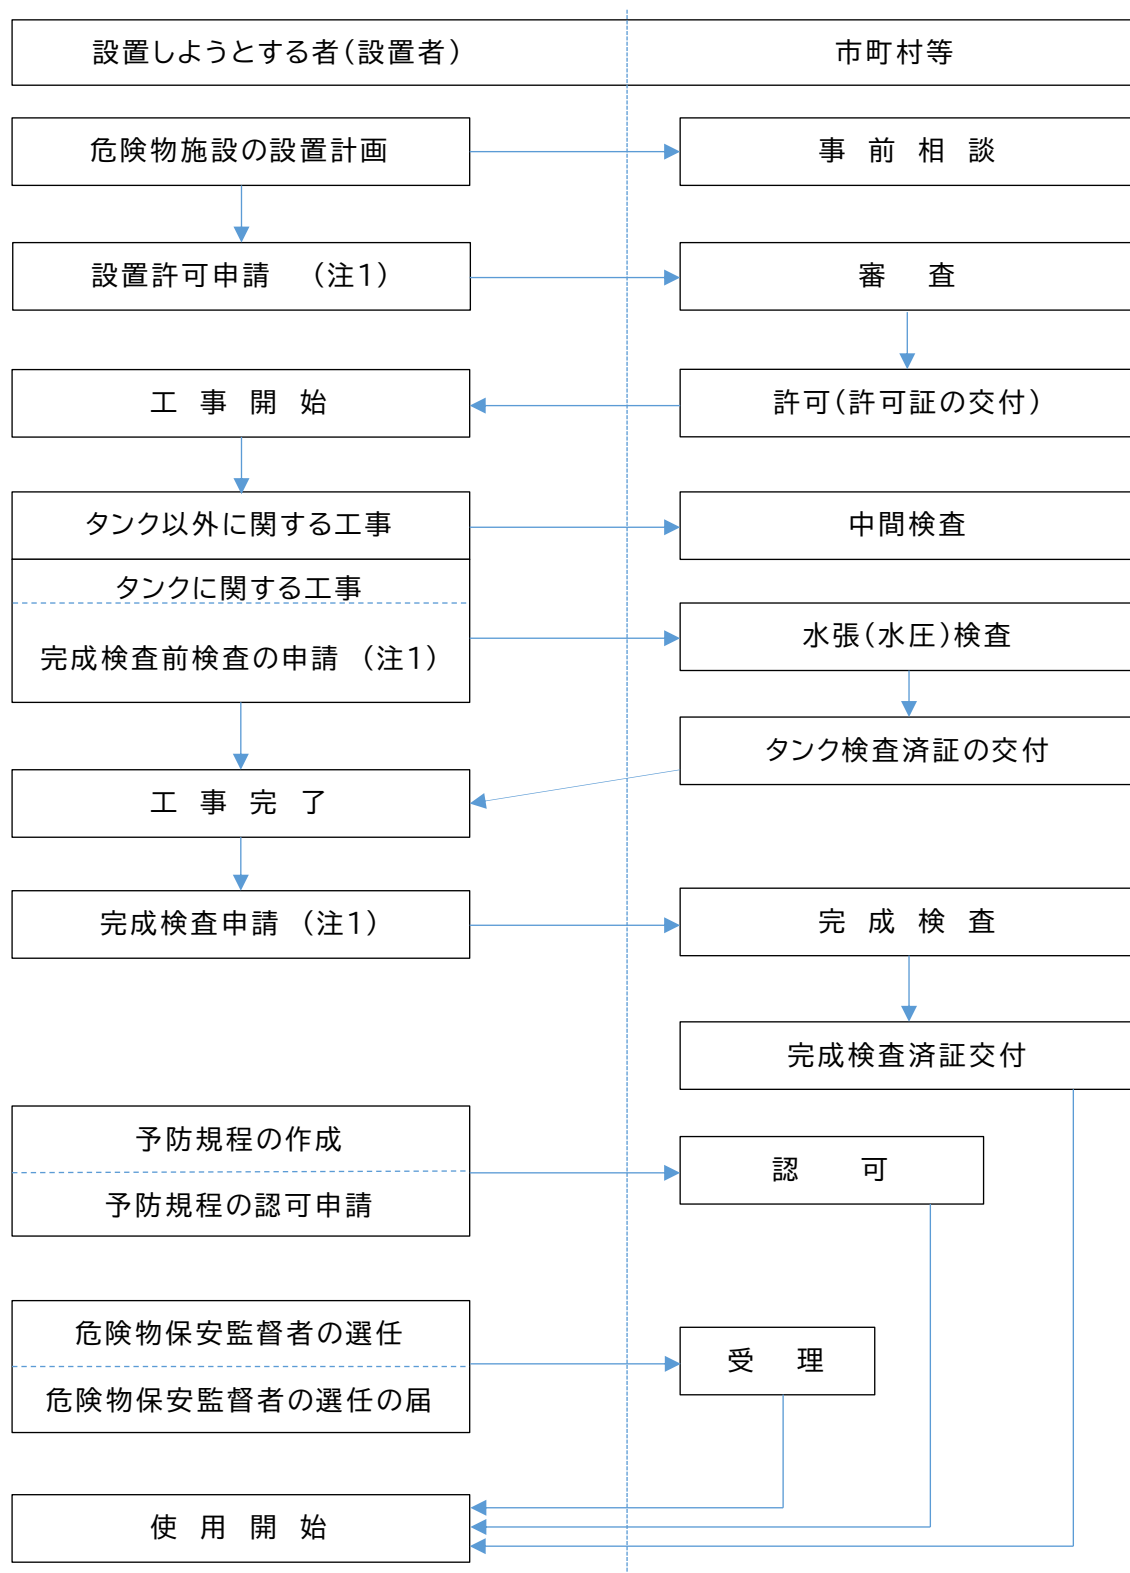 設置しようとする者(設置者)
市町村等
危険物施設の設置計画
事 前 相 談
設置許可申請 (注1)
審 査
工 事 開 始
許可(許可証の交付)
タンク以外に関する工事
中間検査
タンクに関する工事
完成検査前検査の申請 (注1)
水張(水圧)検査
タンク検査済証の交付
工 事 完 了
完成検査申請 (注1)
完 成 検 査
完成検査済証交付
予防規程の作成
予防規程の認可申請
認 可
危険物保安監督者の選任
危険物保安監督者の選任の届
受 理
使 用 開 始